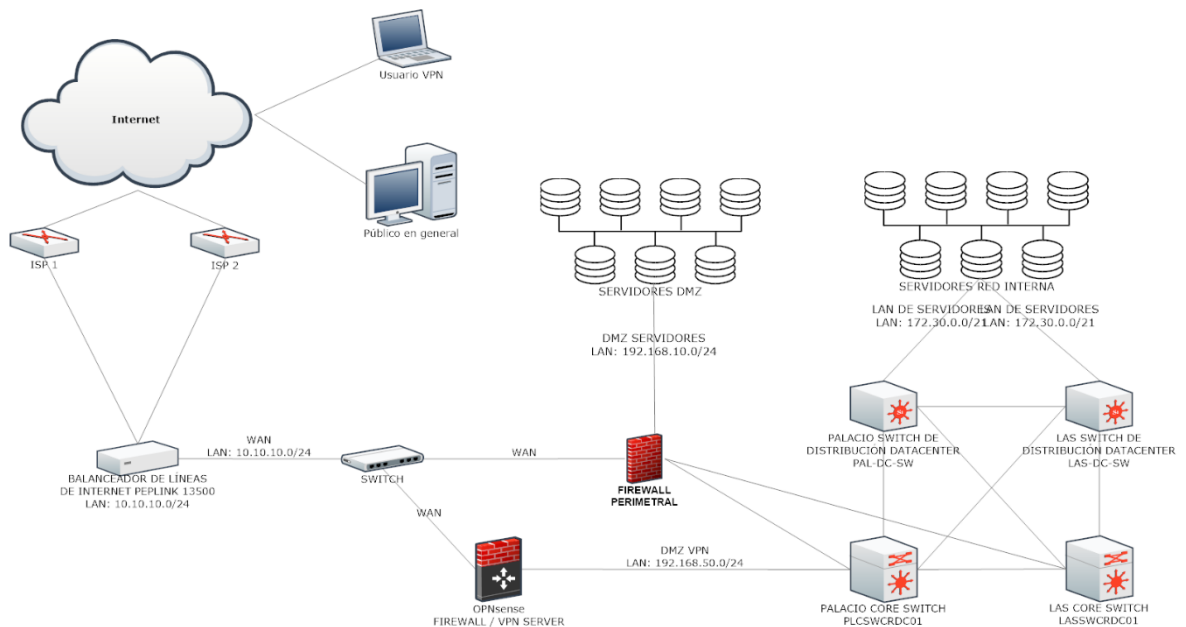 Internet
Usuario VPN
Público en general
ISP 1
ISP 2
SERVIDORES DMZ
SERVIDORES RED INTERNA
LAN DE SERVIDORES
LAN: 172.30.0.0/21
LAN DE SERVIDORES
LAN: 172.30.0.0/21
DMZ SERVIDORES
LAN: 192.168.10.0/24
PALACIO SWITCH DE
DISTRIBUCION DATACENTER
PAL-DC-SW
LAS SWITCH DE
DISTRIBUCION DATACENTER
LAS-DC-SW
WAN
LAN: 10.10.10.0/24
BALANCEADOR DE LÍNEAS
DE INTERNET PEPLINK 13500
LAN: 10.10.10.0/24
SWITCH
WAN
FIREWALL
PERIMETRAL
WAN
DMZ VPN
LAN: 192.168.50.0/24
OPNsense
FIREWALL / VPN SERVER
PALACIO CORE SWITCH
PLCSWCRDC01
LAS CORE SWITCH
LASSWCRDC01